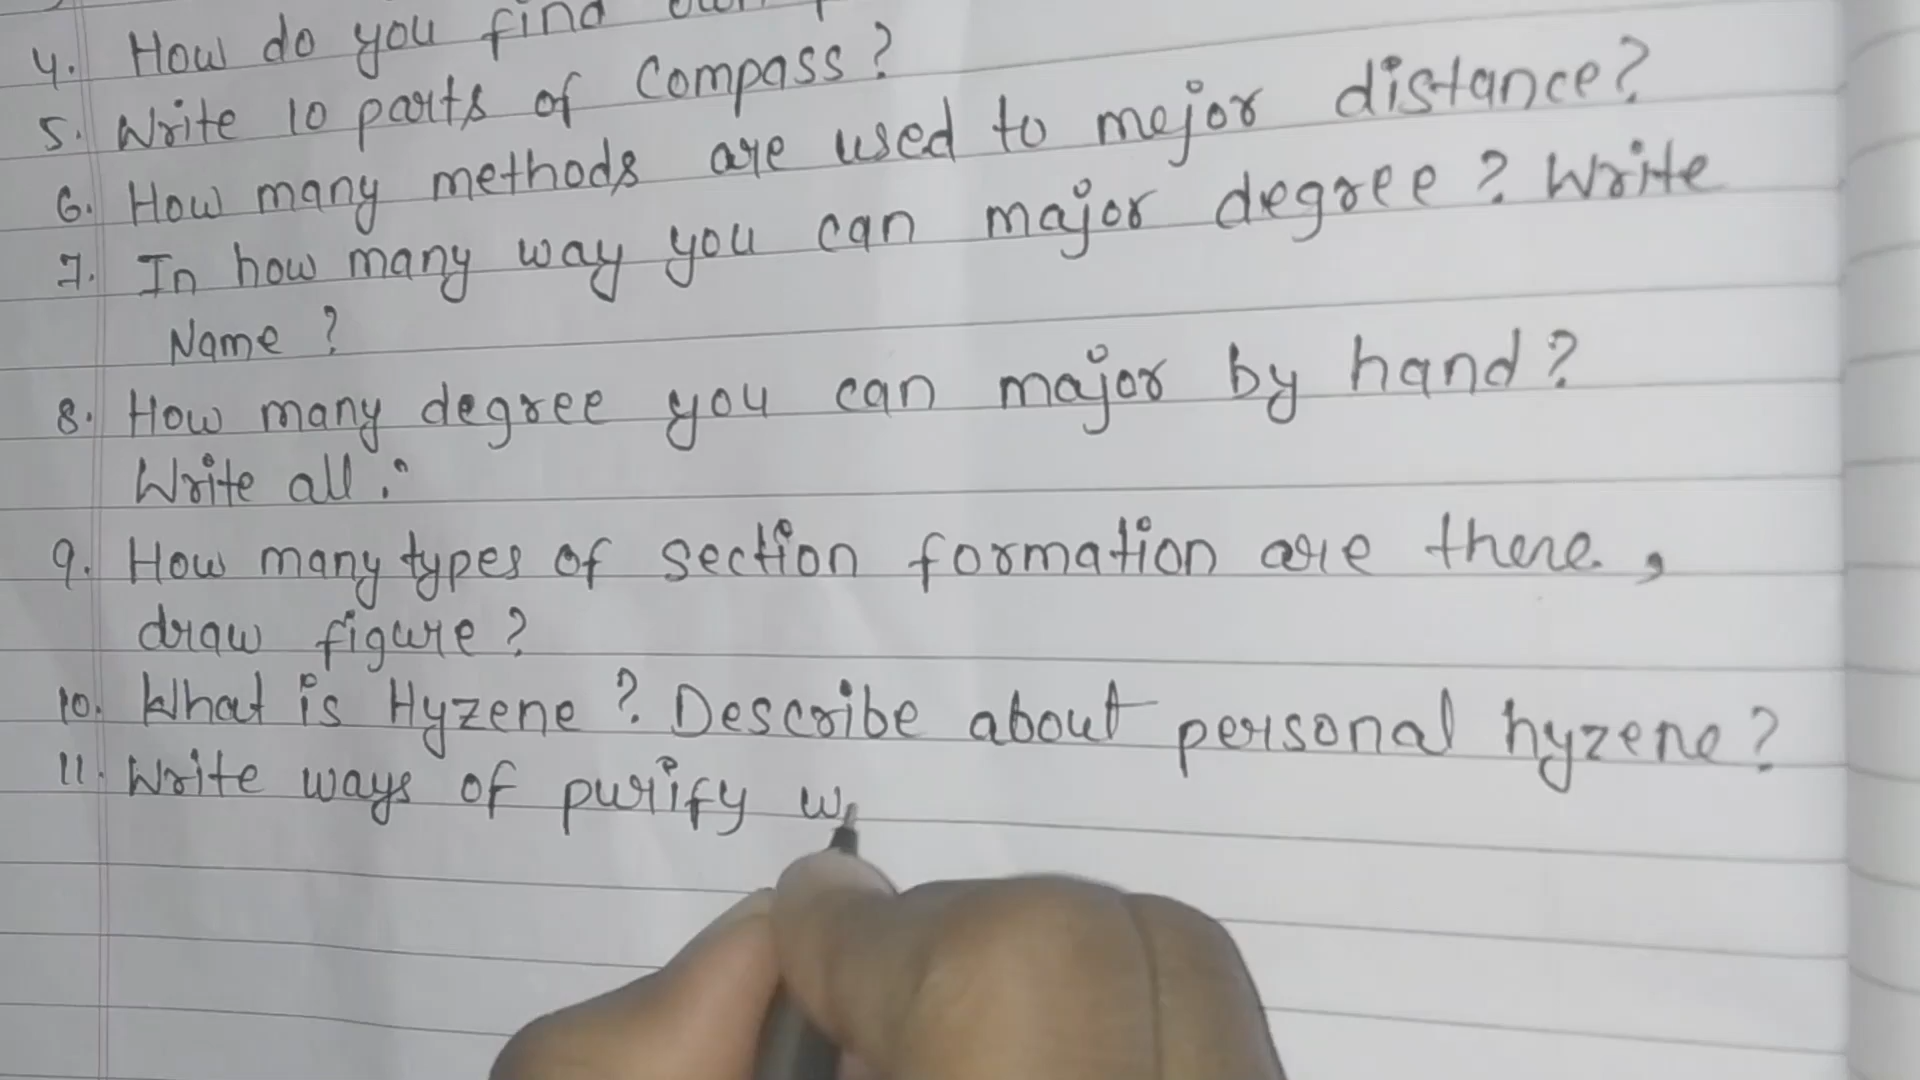 4. How do you find
5. Write 10 parts of Compass?
6. How many methods are used to mejor distance?
7. In how many way you can major degree? Write
Name?
8. How many degree you can major by hand?
Write all :
9. How many types of section formation are there,
draw figure?
10. What is Hyzene? Describe about personal hyzene?
11. Write ways of purify w